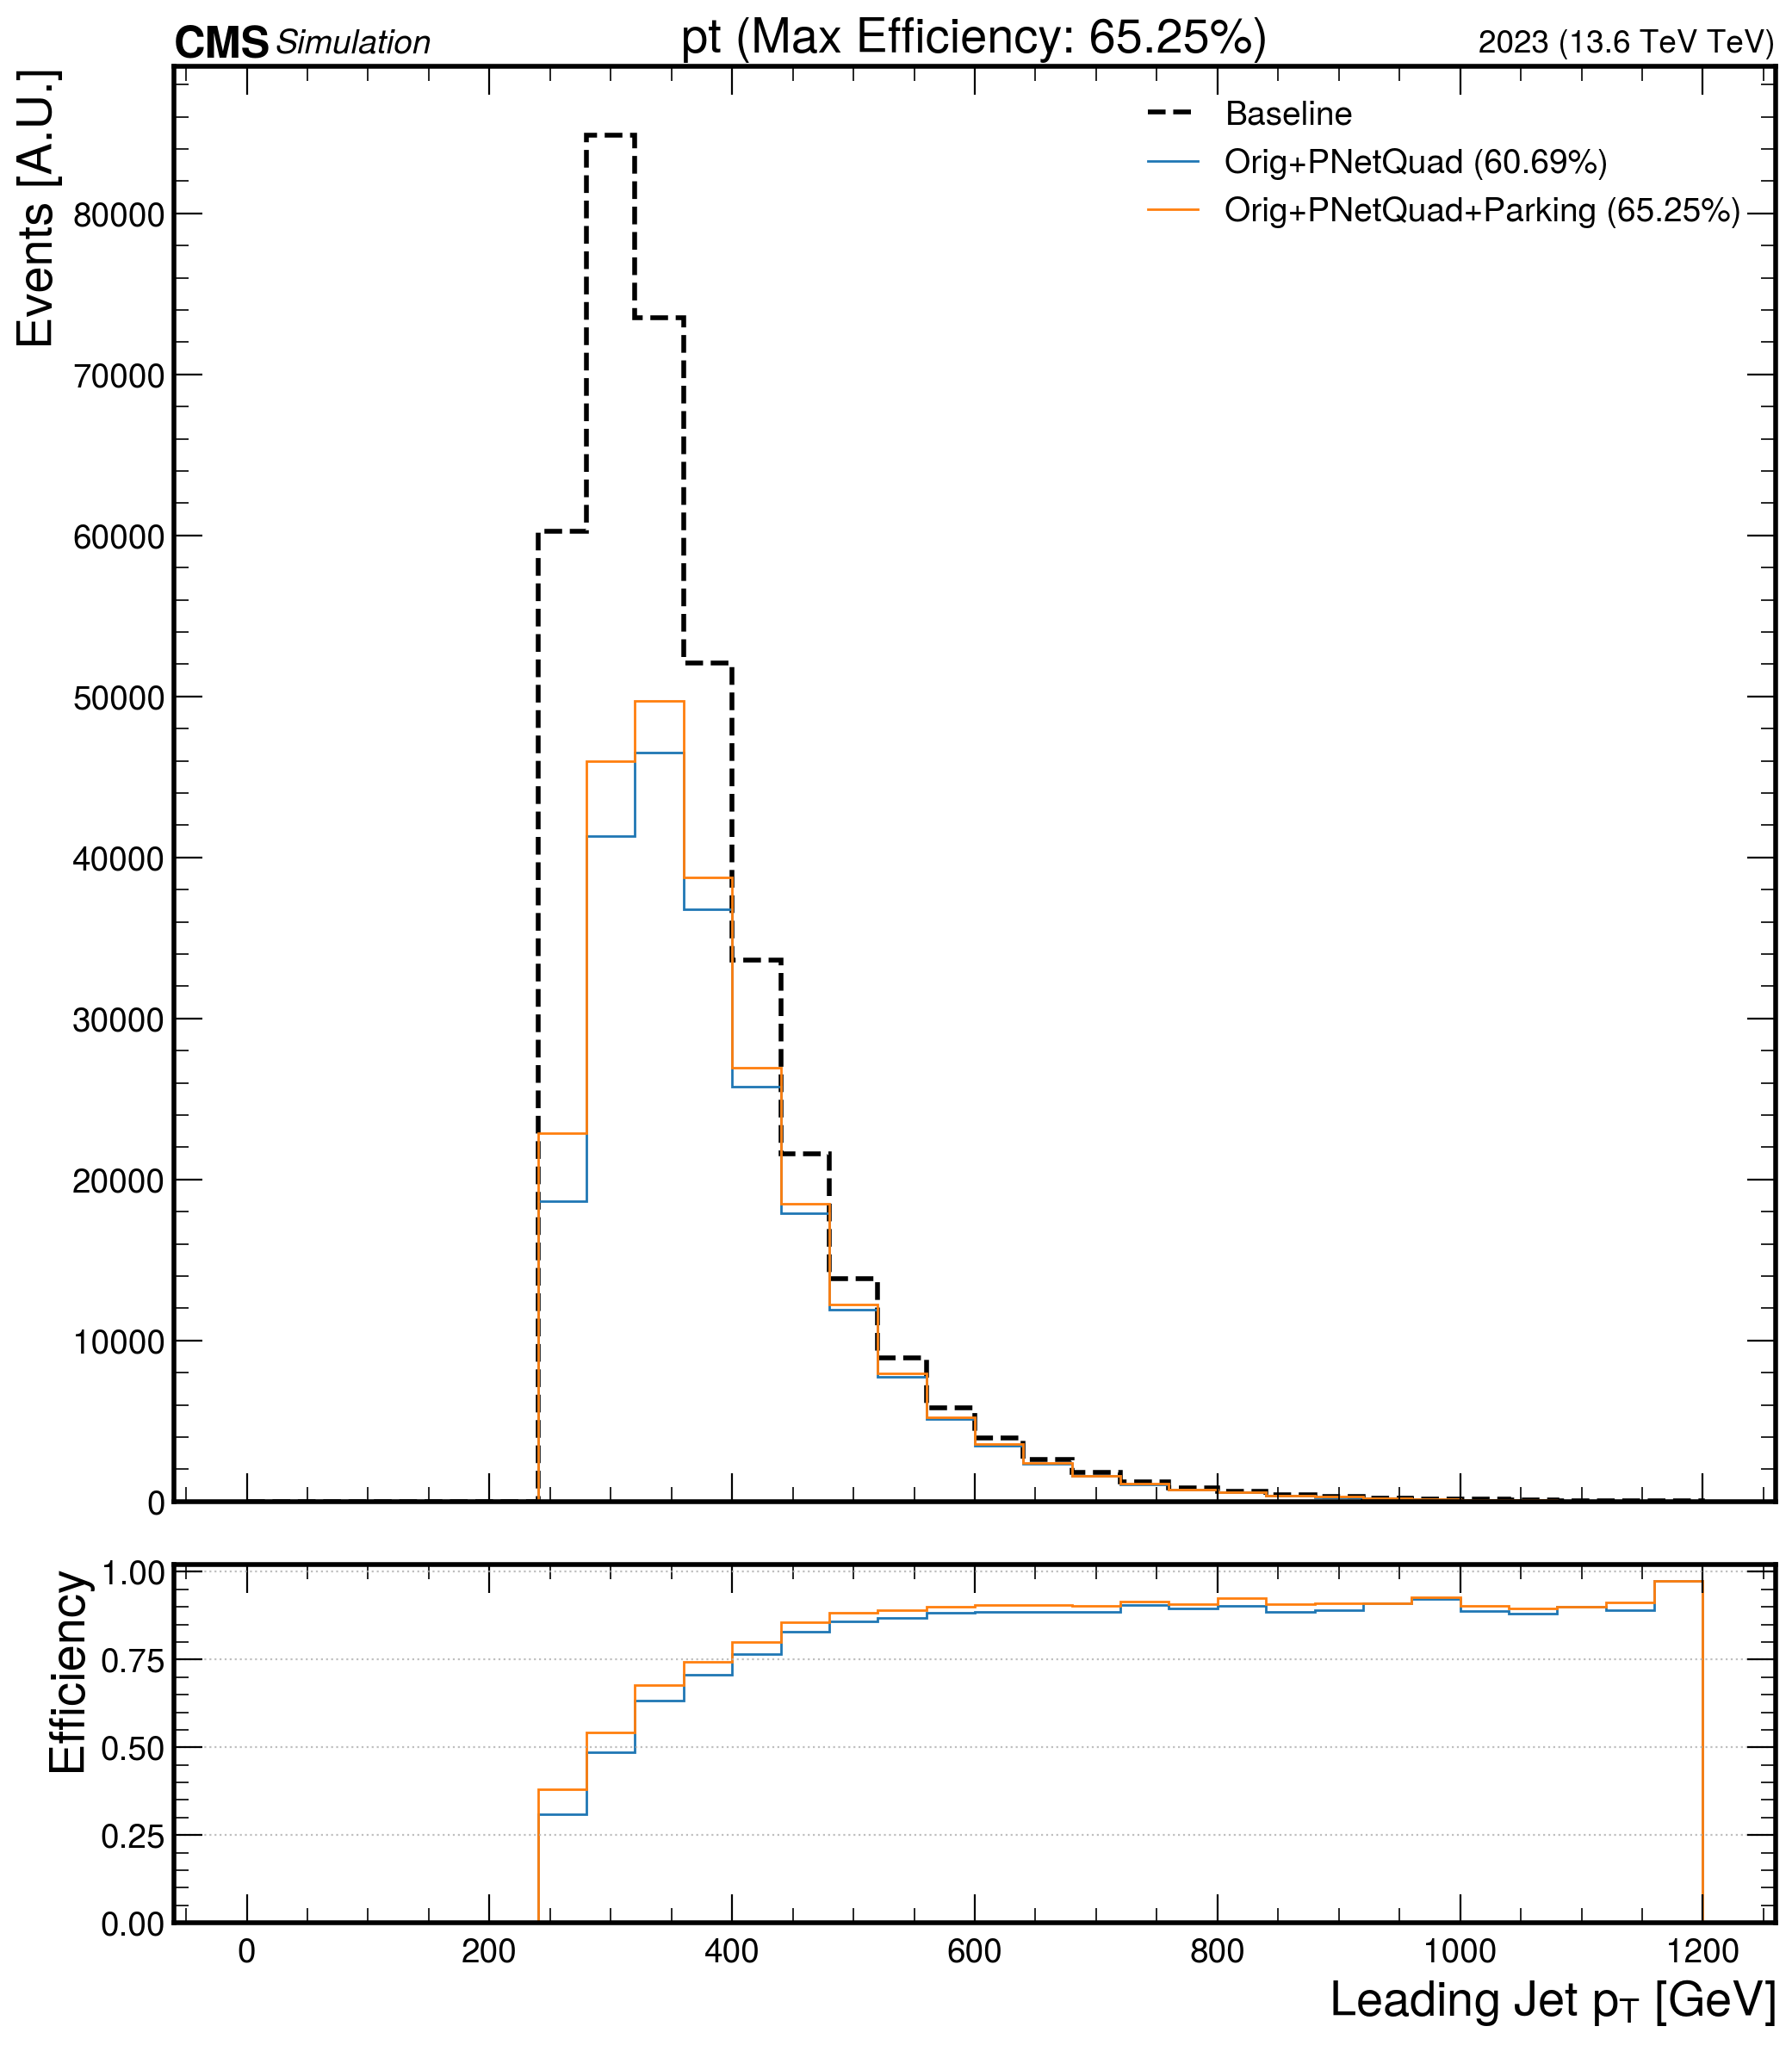 CMS Simulation pt (Max Efficiency: 65.25%) 2023 (13.6 TeV TeV)
Events [A.U.]
Baseline
Orig+PNetQuad (60.69%)
Orig+PNetQuad+Parking (65.25%)
80000
70000
60000
50000
40000
30000
20000
10000
0
Efficiency
1.00
0.75
0.50
0.25
0.00
0 200 400 600 800 1000 1200
Leading Jet pT [GeV]